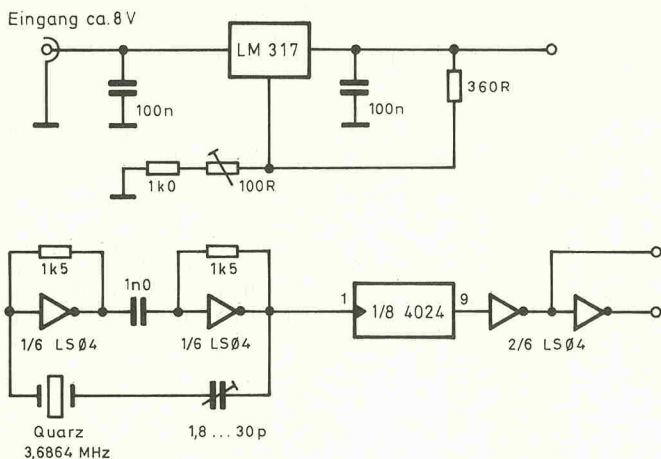 Eingang ca. 8 V
LM 317
100n
100n
360R
1k0
100R
1k5
1k5
1n0
1
1/8 4024
9
1/6 LSØ4
1/6 LSØ4
2/6 LSØ4
Quarz
3,6864 MHz
1,8 ... 30p